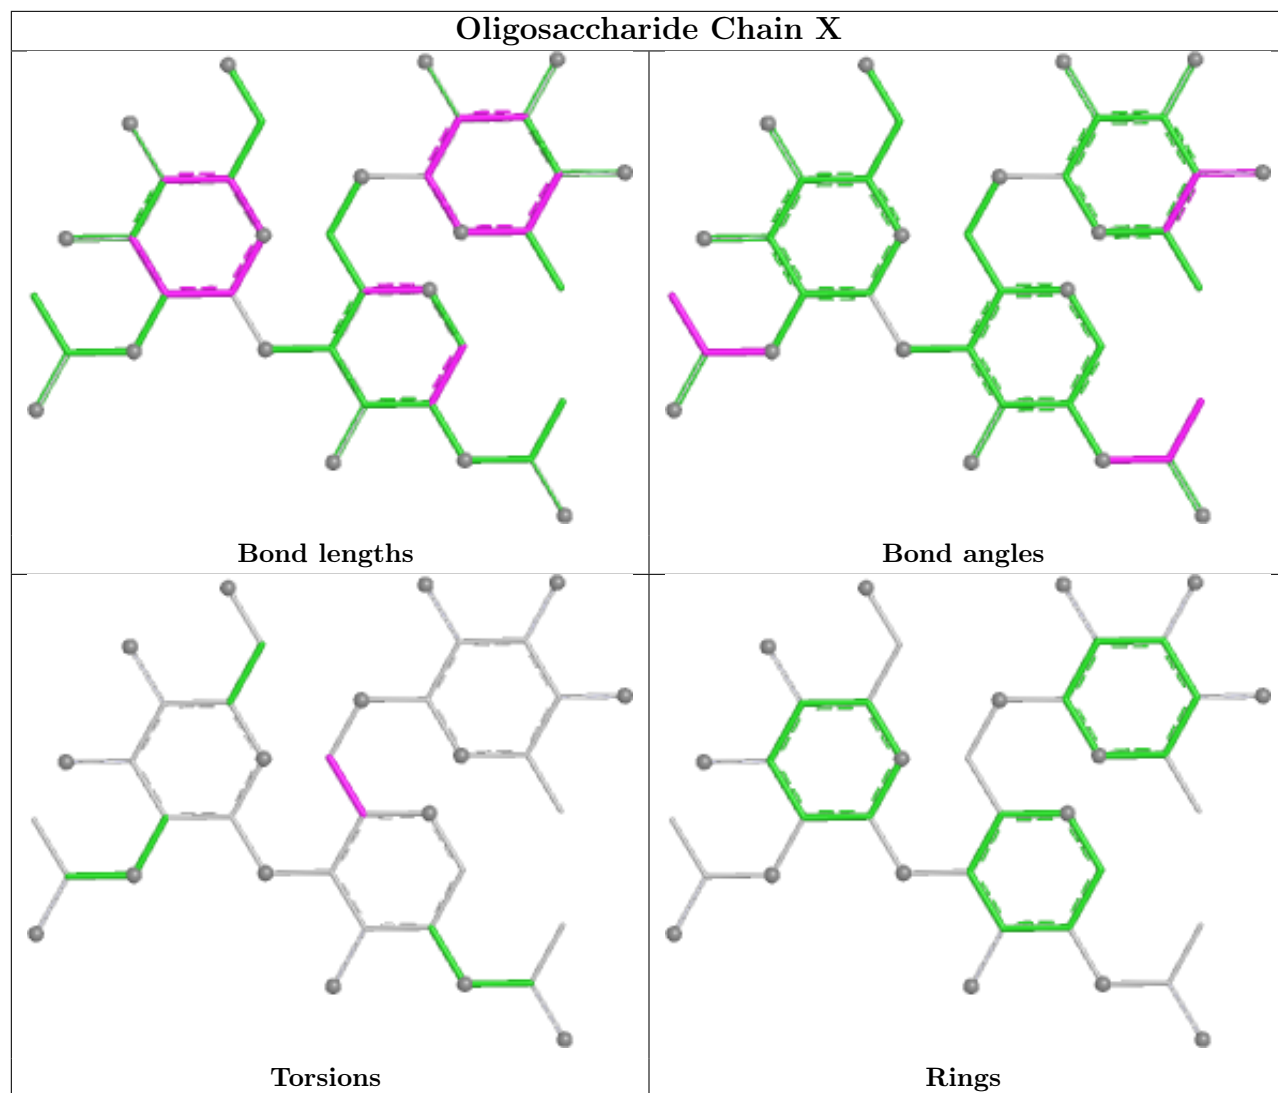 Oligosaccharide Chain X
Bond lengths
Bond angles
Torsions
Rings